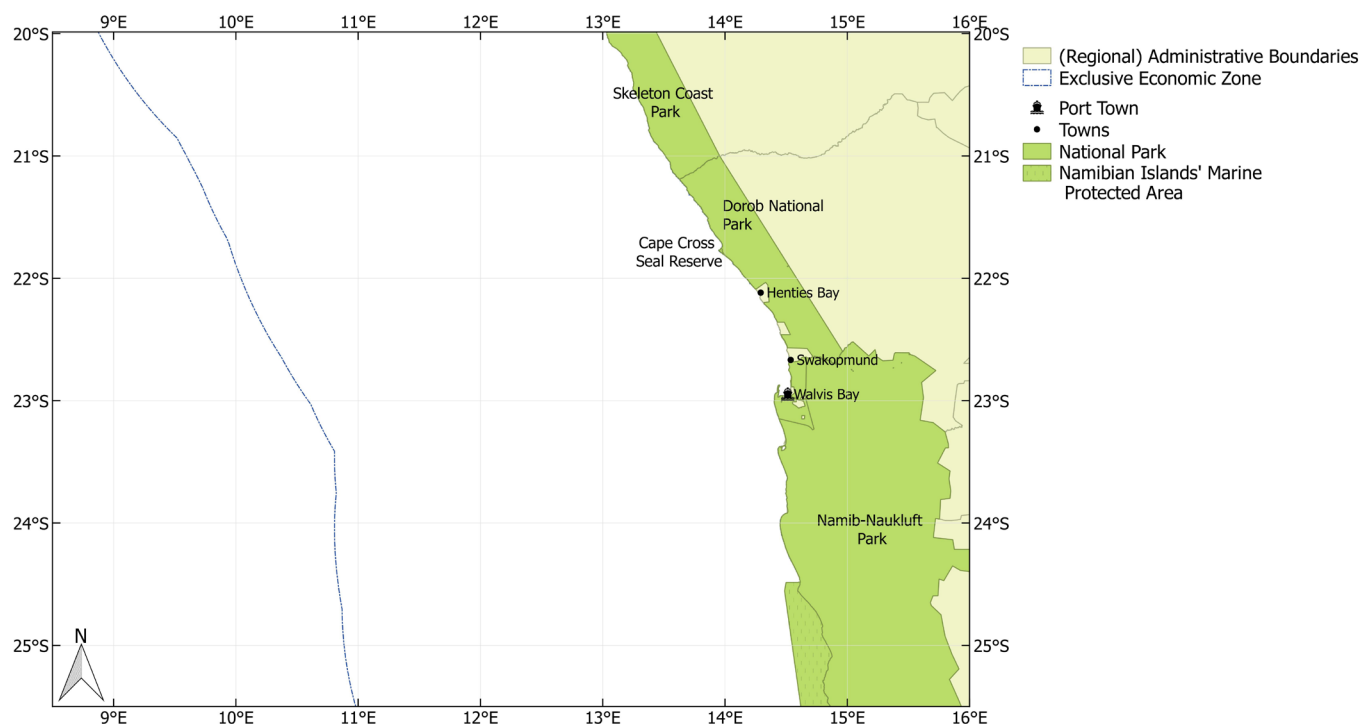 9°E 10°E 11°E 12°E 13°E 14°E 15°E 16°E
20°S 20°S
(Regional) Administrative Boundaries
Exclusive Economic Zone
Port Town
Towns
National Park
Namibian Islands' Marine
Protected Area
Skeleton Coast
Park
21°S 21°S
Dorob National
Park
Cape Cross
Seal Reserve
22°S 22°S
Henties Bay
Swakopmund
Walvis Bay
23°S 23°S
24°S 24°S
Namib-Naukluft
Park
N
25°S 25°S
9°E 10°E 11°E 12°E 13°E 14°E 15°E 16°E